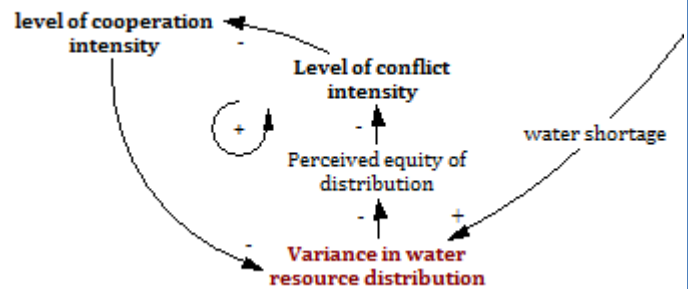 level of cooperation
intensity
-
Level of conflict
intensity
-
+
water shortage
Perceived equity of
distribution
-
+
-
Variance in water
resource distribution